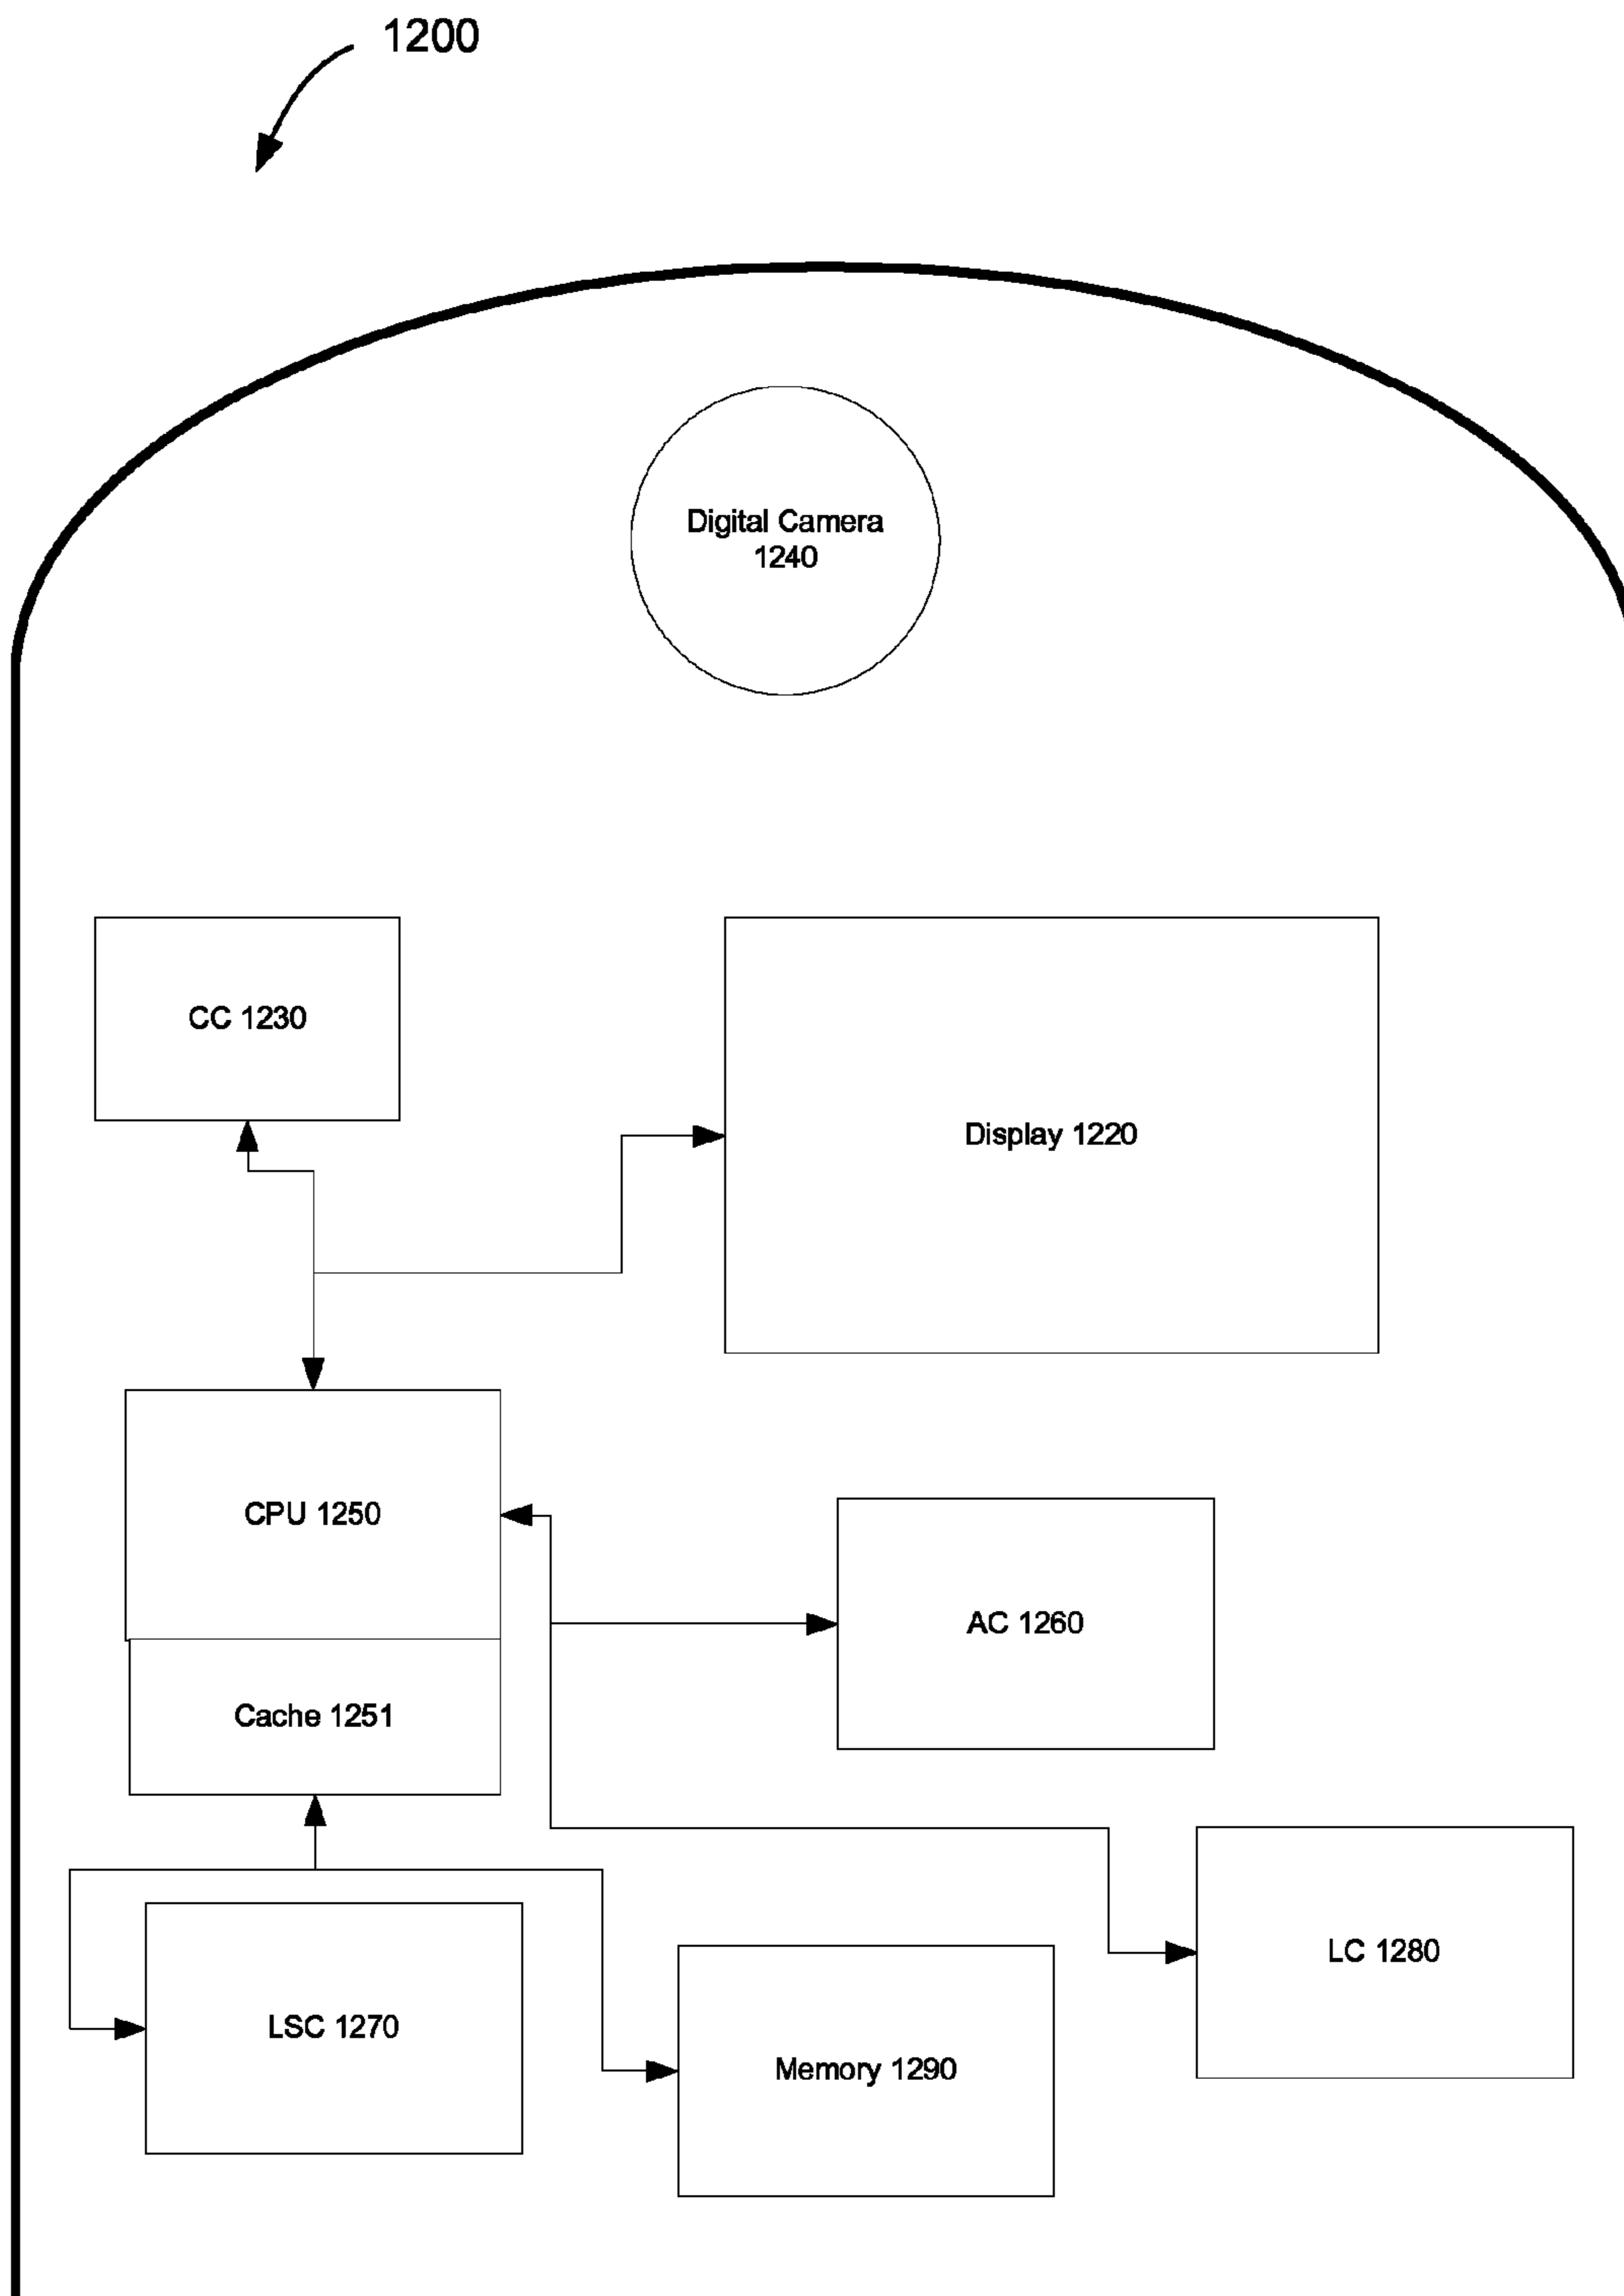 1200
Digital Camera
1240
CC 1230
Display 1220
CPU 1250
AC 1260
Cache 1251
LC 1280
LSC 1270
Memory 1290